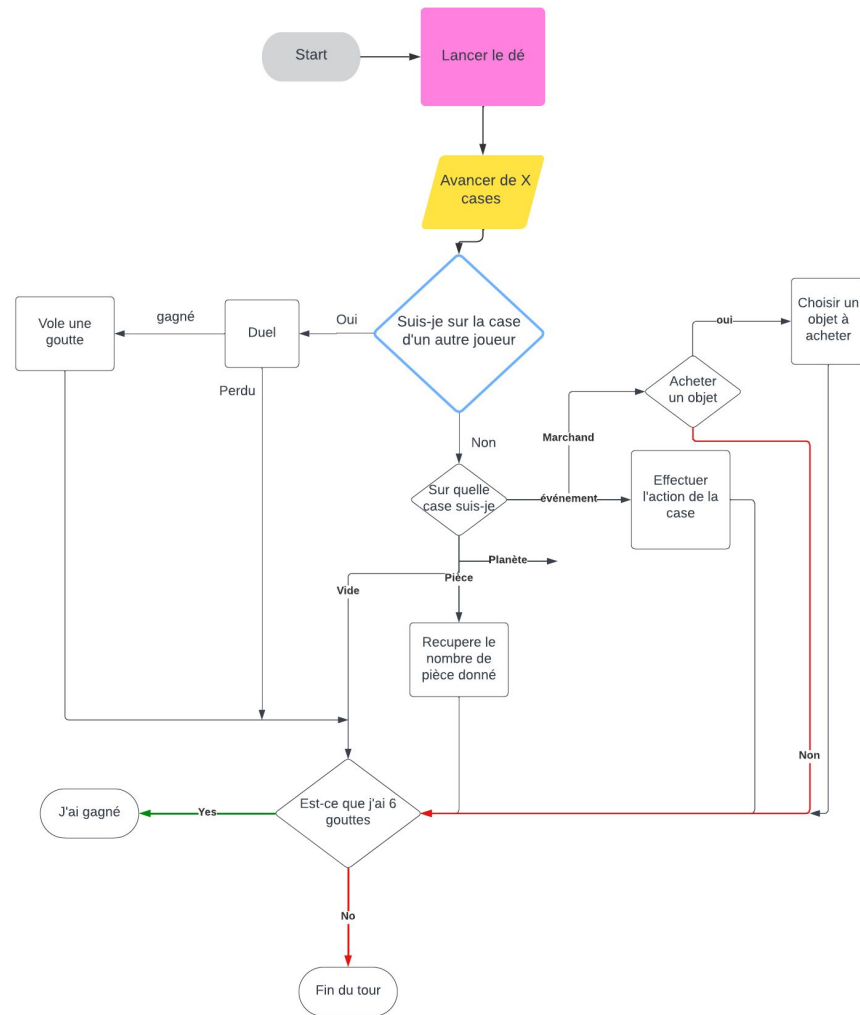 Start
Lancer le dé
Avancer de X
cases
Suis-je sur la case
d'un autre joueur
Oui
Duel
gagné
Vole une
goutte
Perdu
Non
Sur quelle
case suis-je
Marchand
Acheter
un objet
oui
Choisir un
objet à
acheter
Non
événement
Effectuer
l'action de la
case
Planète
Pièce
Recupere le
nombre de
pièce donné
Vide
Est-ce que j'ai 6
gouttes
Yes
J'ai gagné
No
Fin du tour